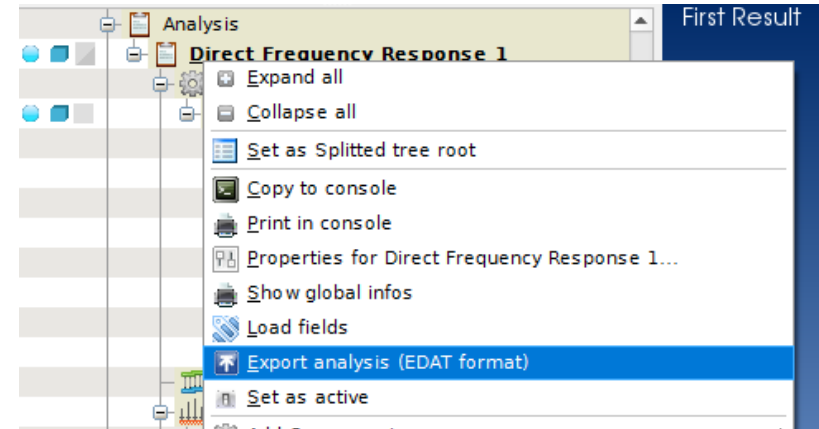 Analysis
First Result
Direct Frequency Response 1
Expand all
Collapse all
Set as Splitted tree root
Copy to console
Print in console
Properties for Direct Frequency Response 1...
Show global infos
Load fields
Export analysis (EDAT format)
Set as active